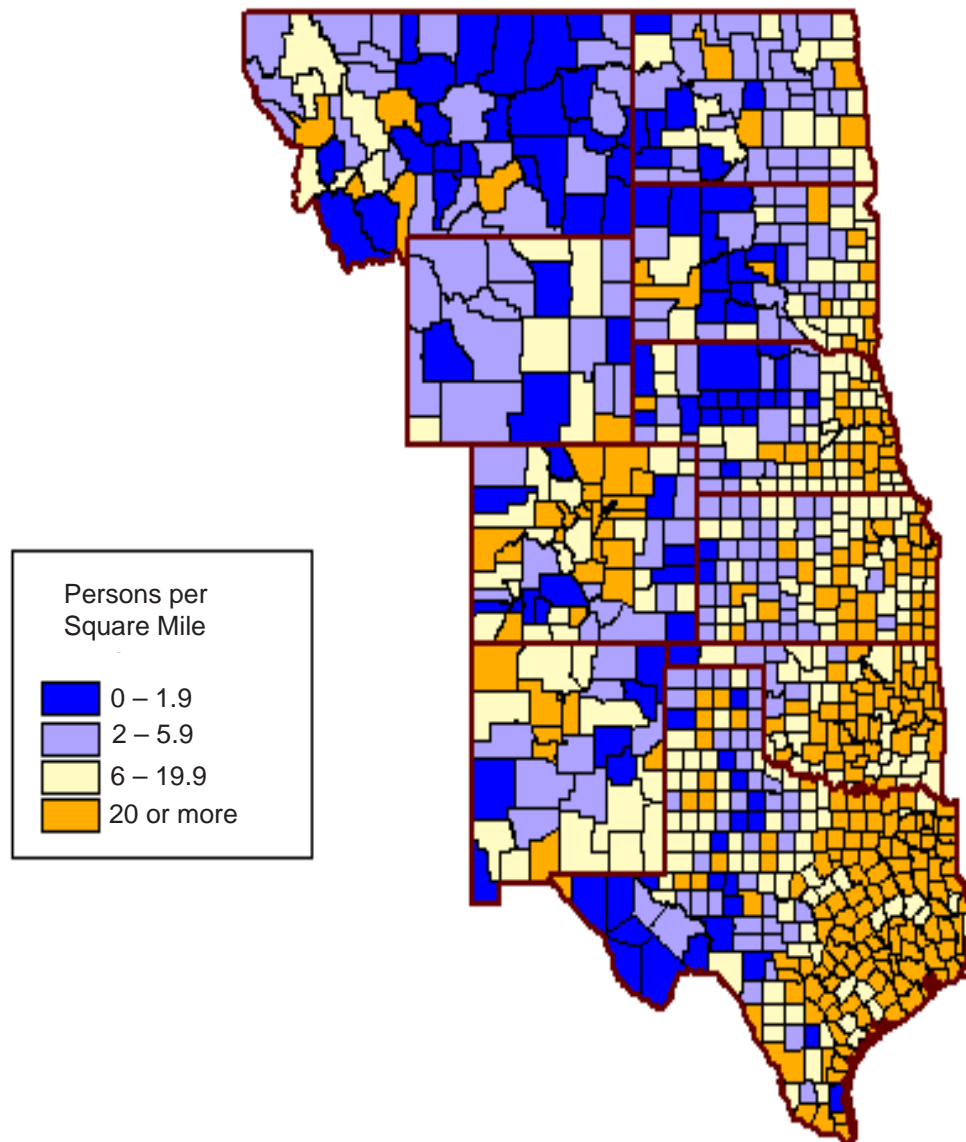 Persons per
Square Mile
0 – 1.9
2 – 5.9
6 – 19.9
20 or more